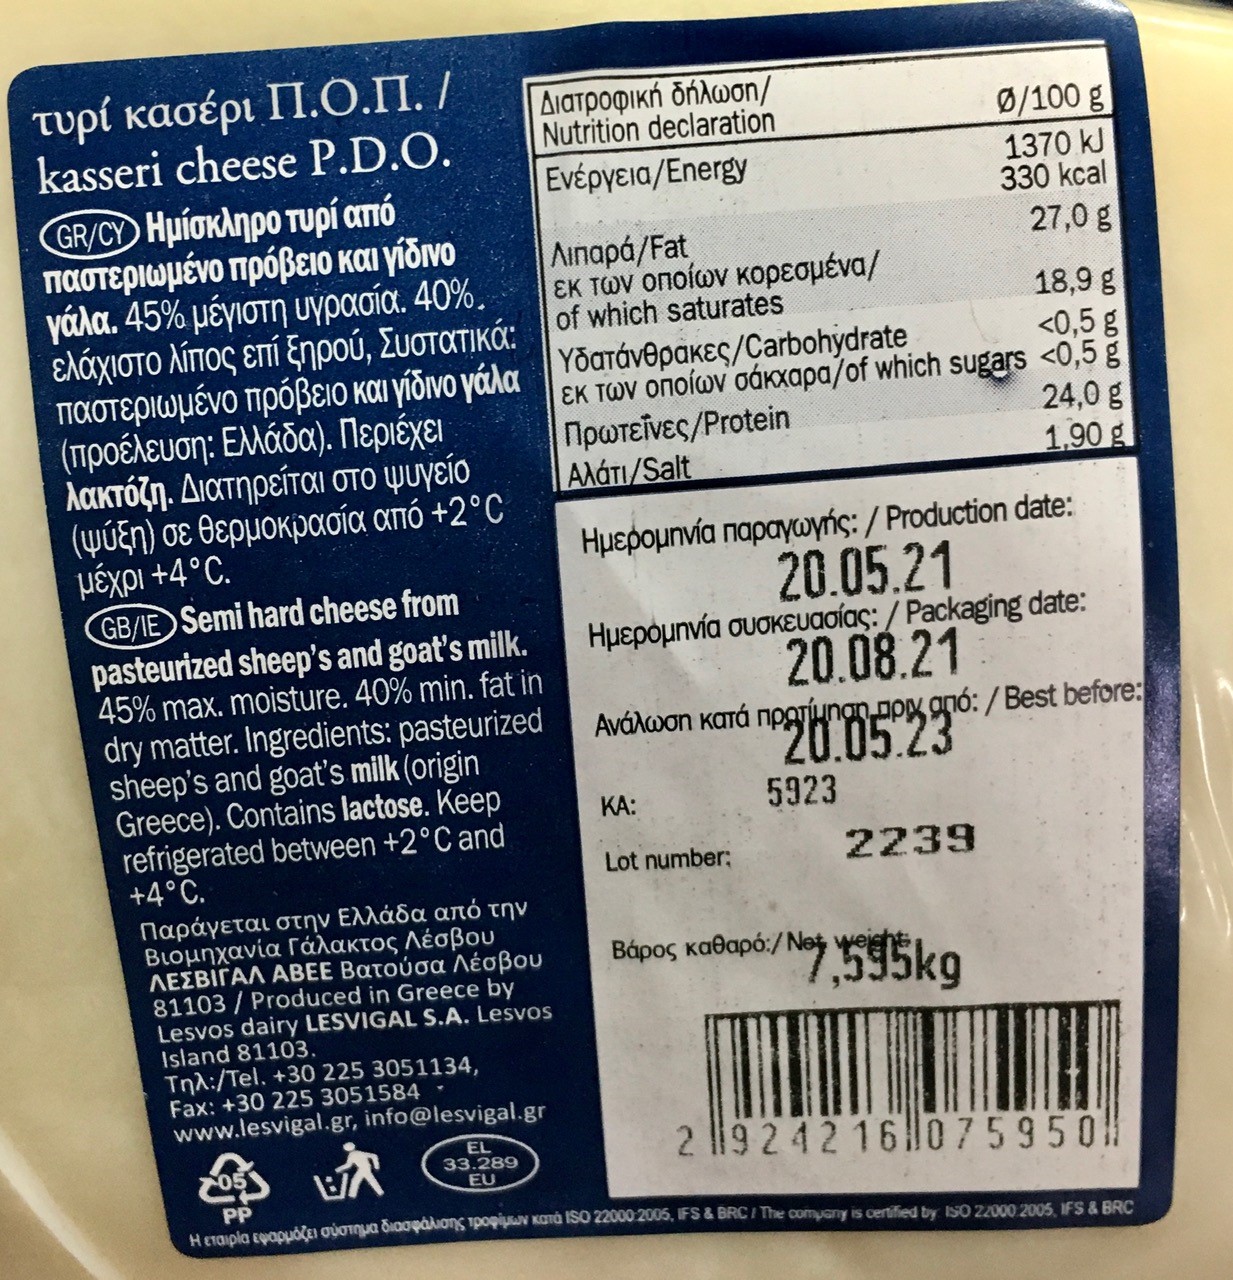 τυρί κασέρι Π.Ο.Π. /
kasseri cheese P.D.O.
GR/CY Ημίσκληρο τυρί από
παστεριωμένο πρόβειο και γίδινο
γάλα. 45% μέγιστη υγρασία. 40%
ελάχιστο λίπος επί ξηρού, Συστατικά:
παστεριωμένο πρόβειο και γίδινο γάλα
(προέλευση: Ελλάδα). Περιέχει
λακτόζη. Διατηρείται στο ψυγείο
(ψύξη) σε θερμοκρασία από +2°C
μέχρι +4°C.
GB/IE Semi hard cheese from
pasteurized sheep's and goat's milk.
45% max. moisture. 40% min. fat in
dry matter. Ingredients: pasteurized
sheep's and goat's milk (origin
Greece). Contains lactose. Keep
refrigerated between +2°C and
+4°C.
Παράγεται στην Ελλάδα από την
Βιομηχανία Γάλακτος Λέσβου
ΛΕΣΒΙΓΑΛ ΑΒΕΕ Βατούσα Λέσβου
81103 / Produced in Greece by
Lesvos dairy LESVIGAL S.A. Lesvos
Island 81103.
Τηλ:/Tel. +30 225 3051134,
Fax: +30 225 3051584
www.lesvigal.gr, info@lesvigal.gr
05
PP
EL
33.289
EU
Διατροφική δήλωση/
Nutrition declaration Ø/100 g
Ενέργεια/Energy 1370 kJ
330 kcal
Λιπαρά/Fat 27,0 g
εκ των οποίων κορεσμένα/
of which saturates 18,9 g
Υδατάνθρακες/Carbohydrate <0,5 g
εκ των οποίων σάκχαρα/of which sugars <0,5 g
Πρωτεΐνες/Protein 24,0 g
Αλάτι/Salt 1,90 g
Ημερομηνία παραγωγής: / Production date:
20.05.21
Ημερομηνία συσκευασίας: / Packaging date:
20.08.21
Ανάλωση κατά προτίμηση πριν από: / Best before:
20.05.23
ΚΑ: 5923
Lot number: 2239
Βάρος καθαρό:/ Net weight:
7,595kg
2 924216 075950
Η εταιρία εφαρμόζει σύστημα διασφάλισης τροφίμων κατά ISO 22000:2005, IFS & BRC / The company is certified by: ISO 22000:2005, IFS & BRC